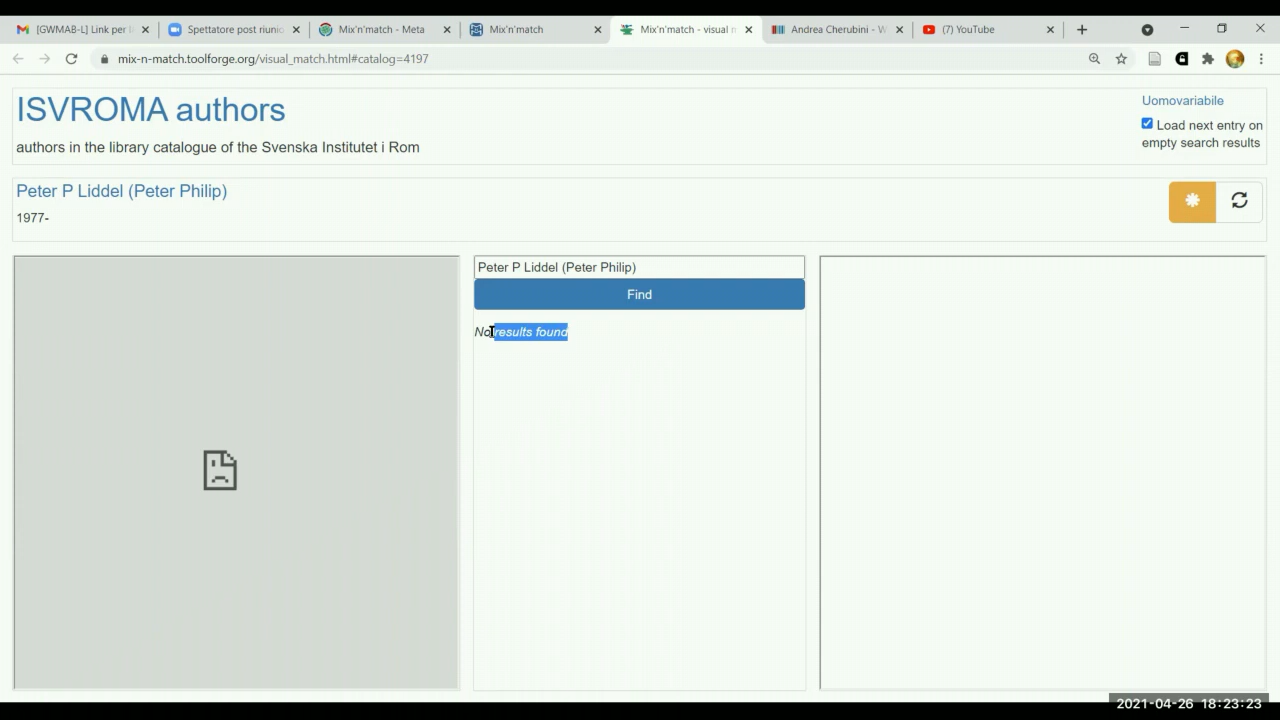 [GWMAB-L] Link per l
Spettatore post riunio
Mix'n'match - Meta
Mix'n'match
Mix'n'match - visual m
Andrea Cherubini - W
(7) YouTube
mix-n-match.toolforge.org/visual_match.html#catalog=4197
ISVROMA authors
authors in the library catalogue of the Svenska Institutet i Rom
Uomovariabile
Load next entry on
empty search results
Peter P Liddel (Peter Philip)
1977-
Peter P Liddel (Peter Philip)
Find
No results found
2021-04-26 18:23:23